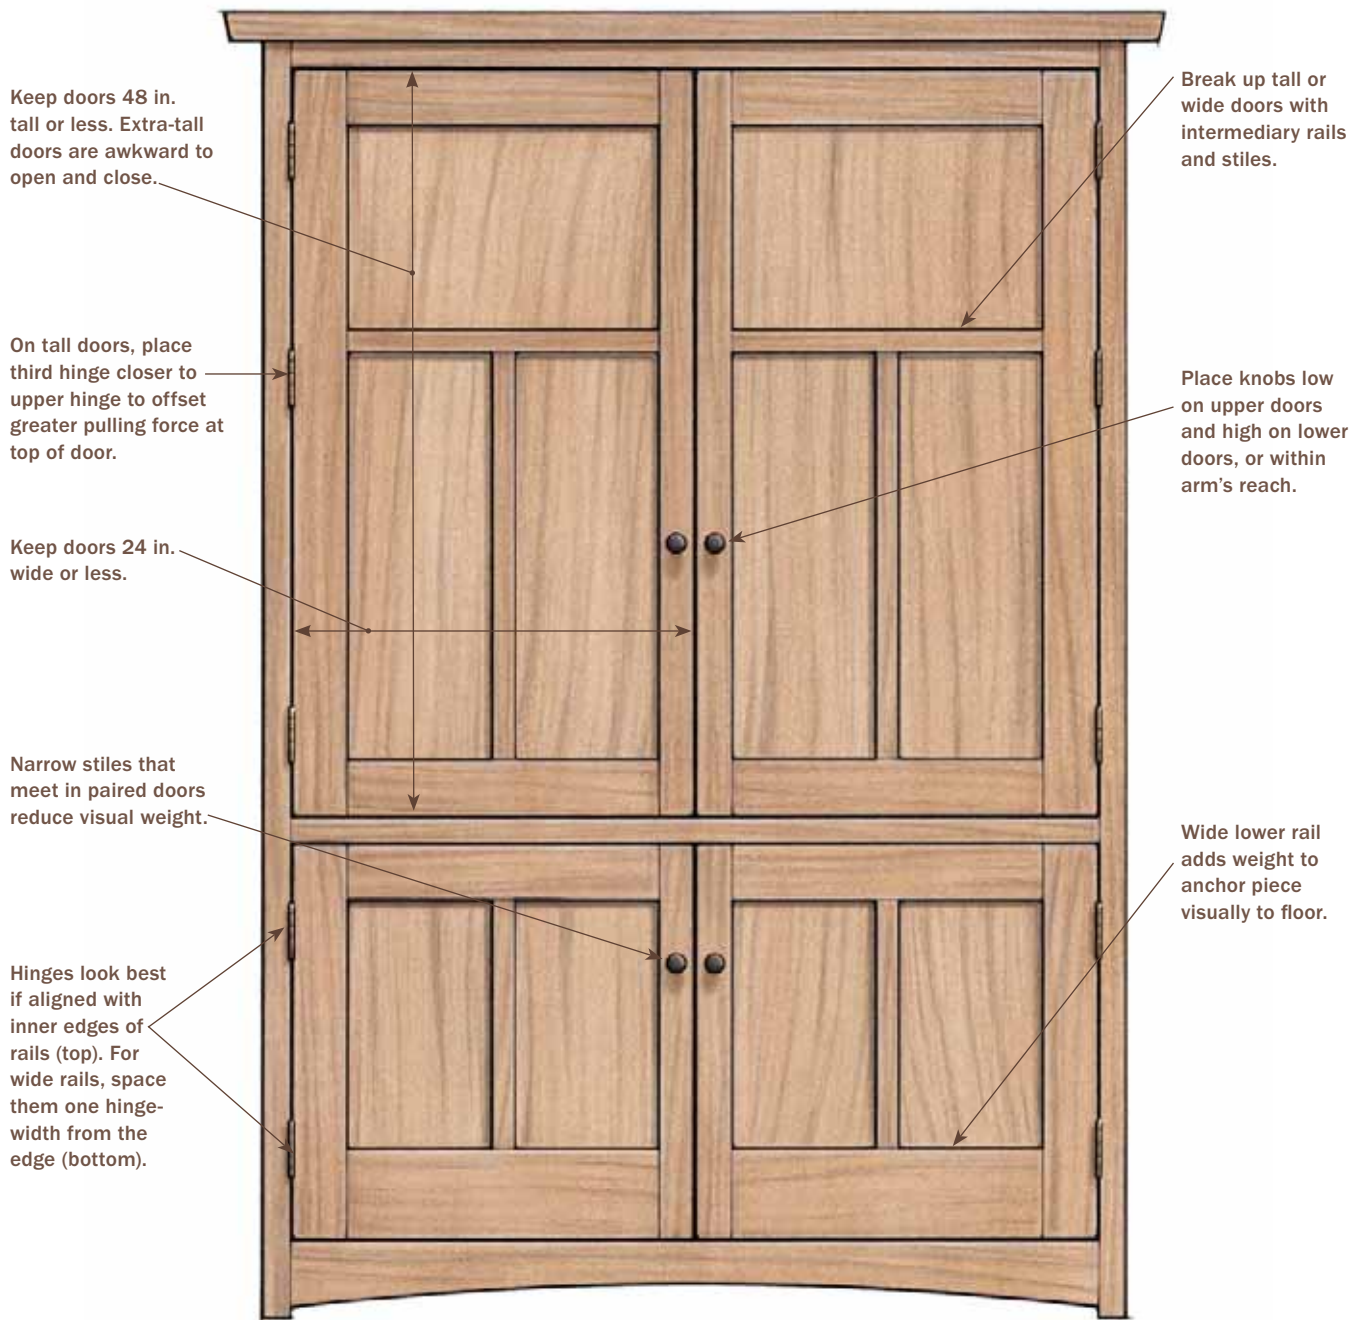 Keep doors 48 in.
tall or less. Extra-tall
doors are awkward to
open and close.
On tall doors, place
third hinge closer to
upper hinge to offset
greater pulling force at
top of door.
Keep doors 24 in.
wide or less.
Narrow stiles that
meet in paired doors
reduce visual weight.
Hinges look best
if aligned with
inner edges of
rails (top). For
wide rails, space
them one hinge-
width from the
edge (bottom).
Break up tall or
wide doors with
intermediary rails
and stiles.
Place knobs low
on upper doors
and high on lower
doors, or within
arm’s reach.
Wide lower rail
adds weight to
anchor piece
visually to floor.